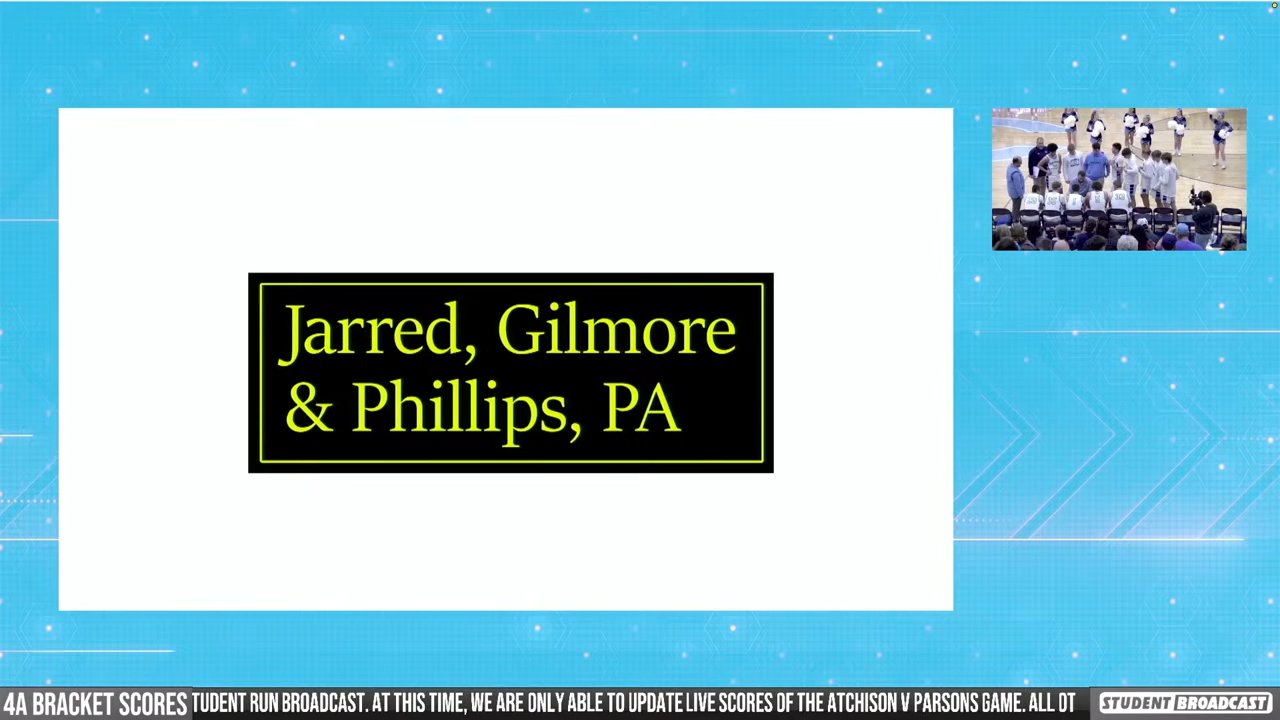 Jarred, Gilmore
& Phillips, PA
4A BRACKET SCORES
TUDENT RUN BROADCAST. AT THIS TIME, WE ARE ONLY ABLE TO UPDATE LIVE SCORES OF THE ATCHISON V PARSONS GAME. ALL OT
STUDENT BROADCAST